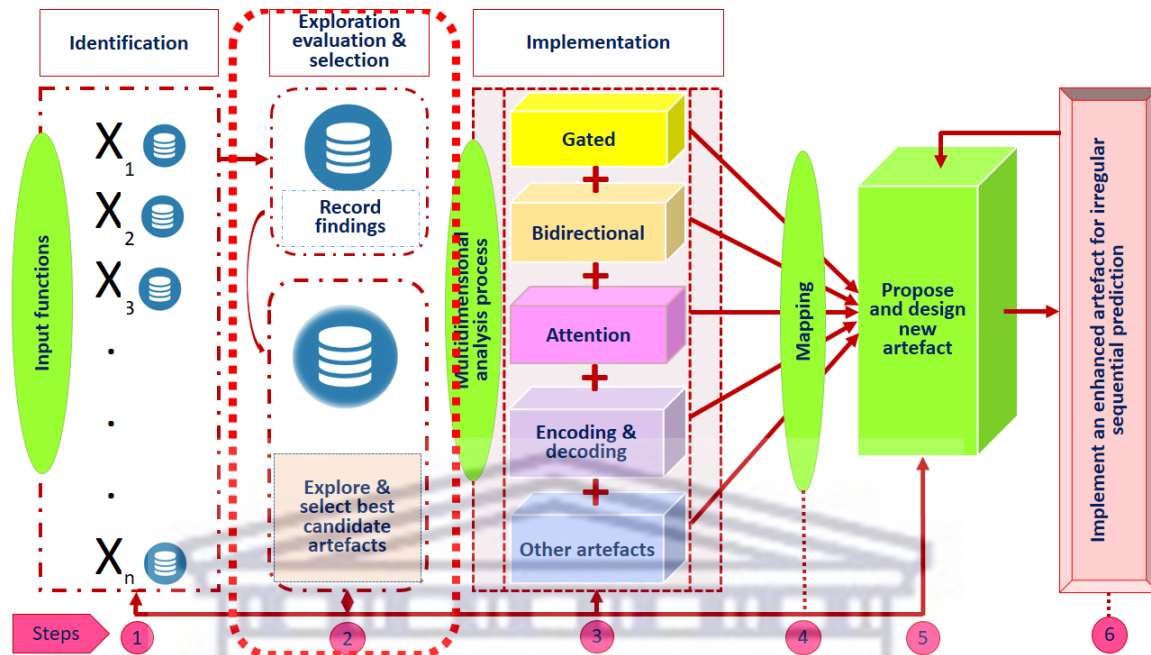 Identification
Exploration
evaluation &
selection
Implementation
Input functions
X1
X2
X3
.
.
.
Xn
Record
findings
Explore &
select best
candidate
artefacts
Multidimensional
analysis process
Gated
+
Bidirectional
+
Attention
+
Encoding &
decoding
+
Other artefacts
Mapping
Propose
and design
new
artefact
Implement an enhanced artefact for irregular
sequential prediction
Steps
1
2
3
4
5
6